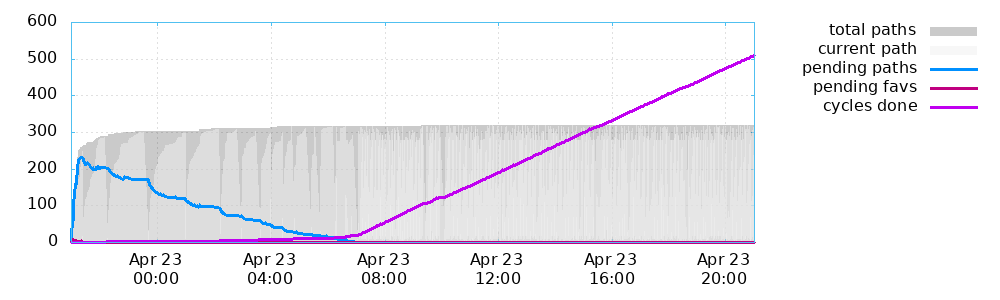 600
500
400
300
200
100
0
Apr 23 Apr 23 Apr 23 Apr 23 Apr 23 Apr 23
00:00 04:00 08:00 12:00 16:00 20:00
total paths
current path
pending paths
pending favs
cycles done